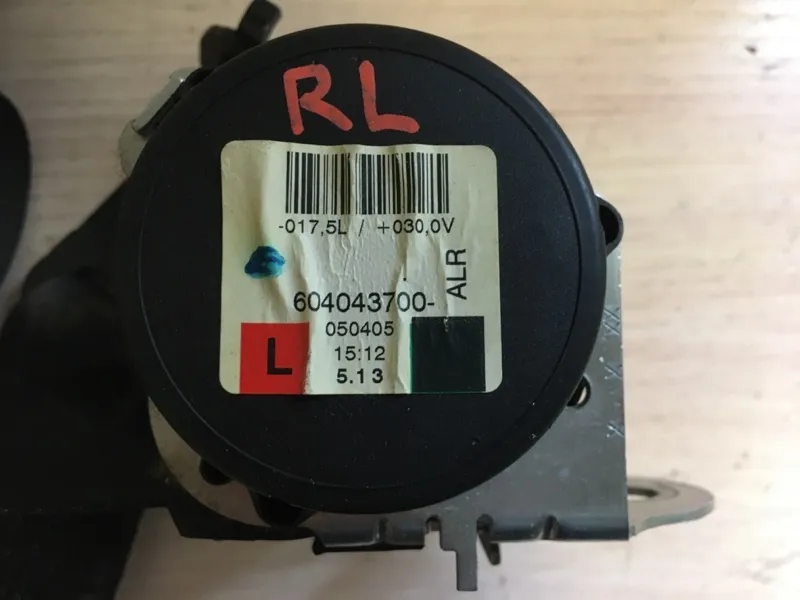 RL
-017,5L / +030,0V
ALR
604043700-
050405
L
15:12
5.13